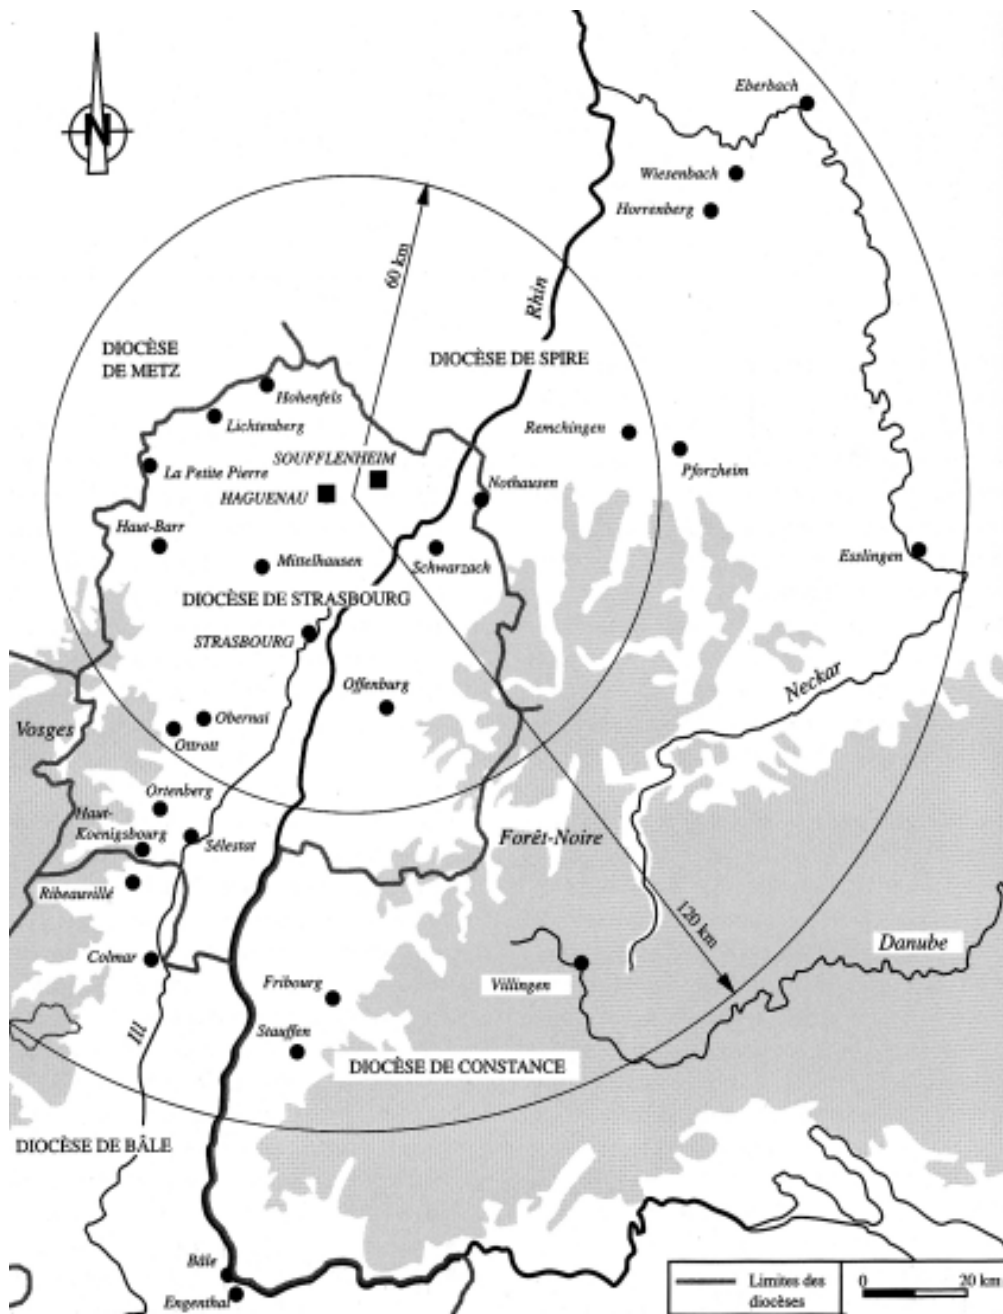 N
Eberbach
Wiesenbach
Horrenberg
60 km
Rhin
DIOCÈSE
DE METZ
DIOCÈSE DE SPIRE
Hohenfels
Lichtenberg
Remchingen
SOUFFLENHEIM
La Petite Pierre
Pforzheim
HAGUENAU
Nothausen
Haut-Barr
Esslingen
Mittelhausen
Schwarzach
DIOCÈSE DE STRASBOURG
STRASBOURG
Neckar
Offenburg
Obernai
Vosges
Ottrott
Ortenberg
Haut-
Koenigsbourg
Sélestat
Forêt-Noire
Ribeauvillé
120 km
Danube
Colmar
Fribourg
Villingen
Ill
Stauffen
DIOCÈSE DE CONSTANCE
DIOCÈSE DE BÂLE
Bâle
Engenthal
Limites des
diocèses
0 20 km